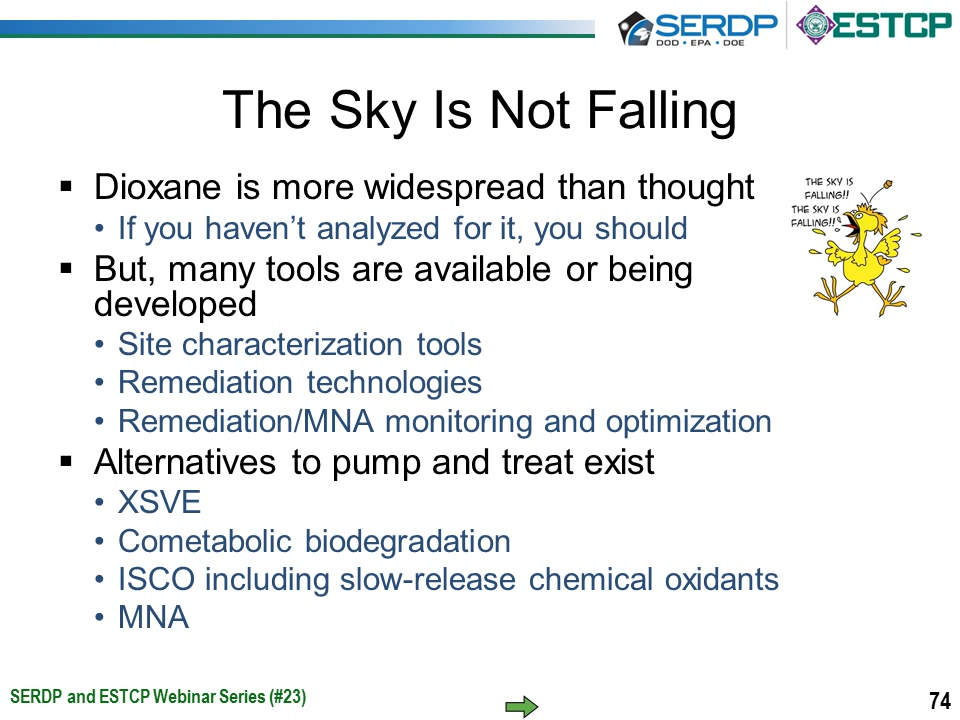 SERDP
DOD • EPA • DOE
ESTCP
The Sky Is Not Falling
▪ Dioxane is more widespread than thought
• If you haven’t analyzed for it, you should
▪ But, many tools are available or being
developed
• Site characterization tools
• Remediation technologies
• Remediation/MNA monitoring and optimization
▪ Alternatives to pump and treat exist
• XSVE
• Cometabolic biodegradation
• ISCO including slow-release chemical oxidants
• MNA
THE SKY IS
FALLING!!
THE SKY IS
FALLING!!
SERDP and ESTCP Webinar Series (#23)
74